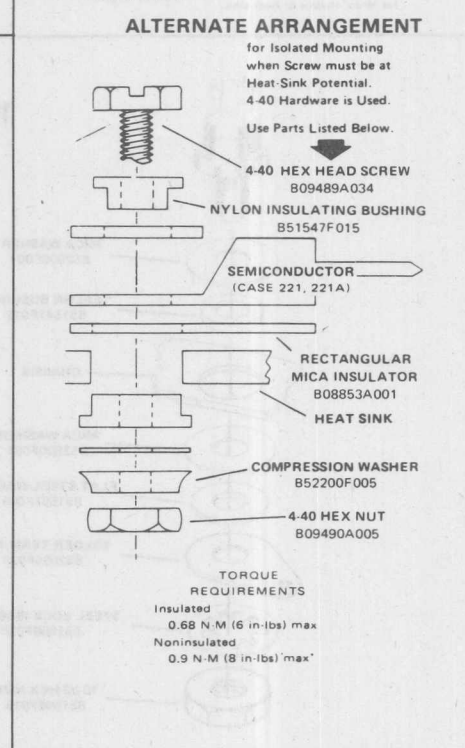 ALTERNATE ARRANGEMENT
for Isolated Mounting
when Screw must be at
Heat-Sink Potential.
4-40 Hardware is Used.
Use Parts Listed Below.
4-40 HEX HEAD SCREW
B09489A034
NYLON INSULATING BUSHING
B51547F015
SEMICONDUCTOR
(CASE 221, 221A)
RECTANGULAR
MICA INSULATOR
B08853A001
HEAT SINK
COMPRESSION WASHER
B52200F005
4-40 HEX NUT
B09490A005
TORQUE
REQUIREMENTS
Insulated
0.68 N-M (6 in-lbs) max
Noninsulated
0.9 N-M (8 in-lbs) max